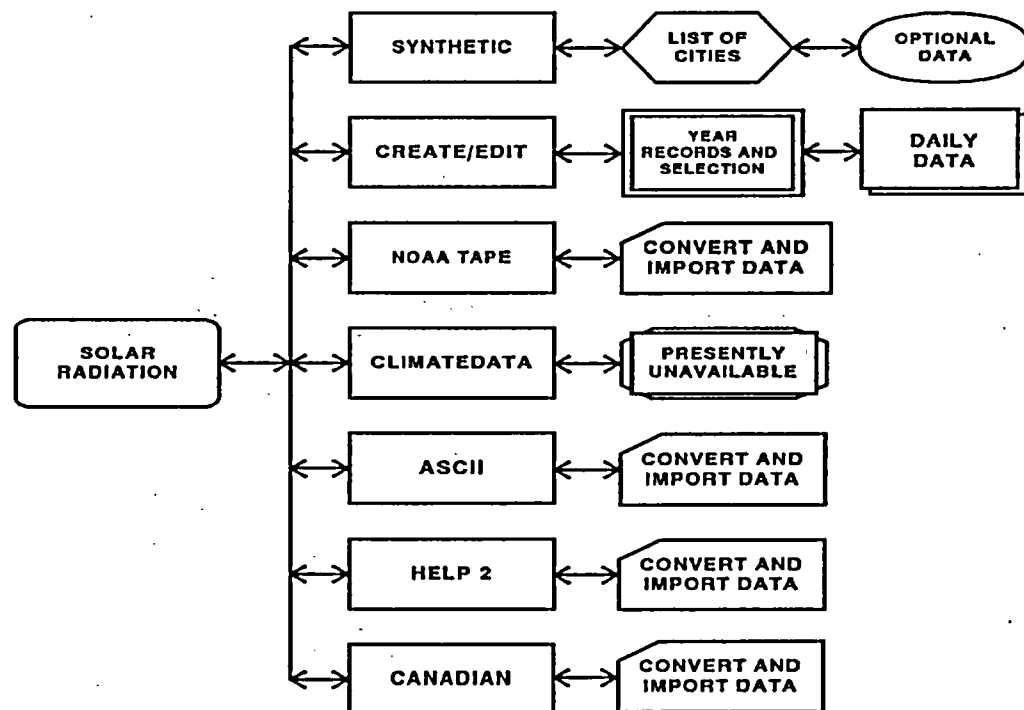 SYNTHETIC
LIST OF
CITIES
OPTIONAL
DATA
CREATE/EDIT
YEAR
RECORDS AND
SELECTION
DAILY
DATA
NOAA TAPE
CONVERT AND
IMPORT DATA
SOLAR
RADIATION
CLIMATEDATA
PRESENTLY
UNAVAILABLE
ASCII
CONVERT AND
IMPORT DATA
HELP 2
CONVERT AND
IMPORT DATA
CANADIAN
CONVERT AND
IMPORT DATA